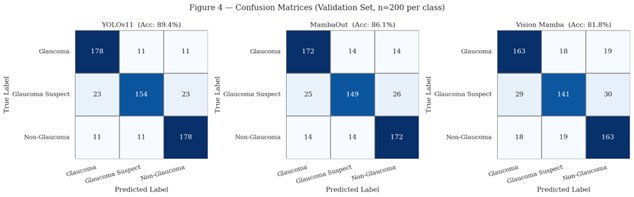 Figure 4 — Confusion Matrices (Validation Set, n=200 per class)
YOLOv11 (Acc: 89.4%)
True Label
Glaucoma 178 11 11
Glaucoma Suspect 23 154 23
Non-Glaucoma 11 11 178
Glaucoma Glaucoma Suspect Non-Glaucoma
Predicted Label
MambaOut (Acc: 86.1%)
True Label
Glaucoma 172 14 14
Glaucoma Suspect 25 149 26
Non-Glaucoma 14 14 172
Glaucoma Glaucoma Suspect Non-Glaucoma
Predicted Label
Vision Mamba (Acc: 81.8%)
True Label
Glaucoma 163 18 19
Glaucoma Suspect 29 141 30
Non-Glaucoma 18 19 163
Glaucoma Glaucoma Suspect Non-Glaucoma
Predicted Label